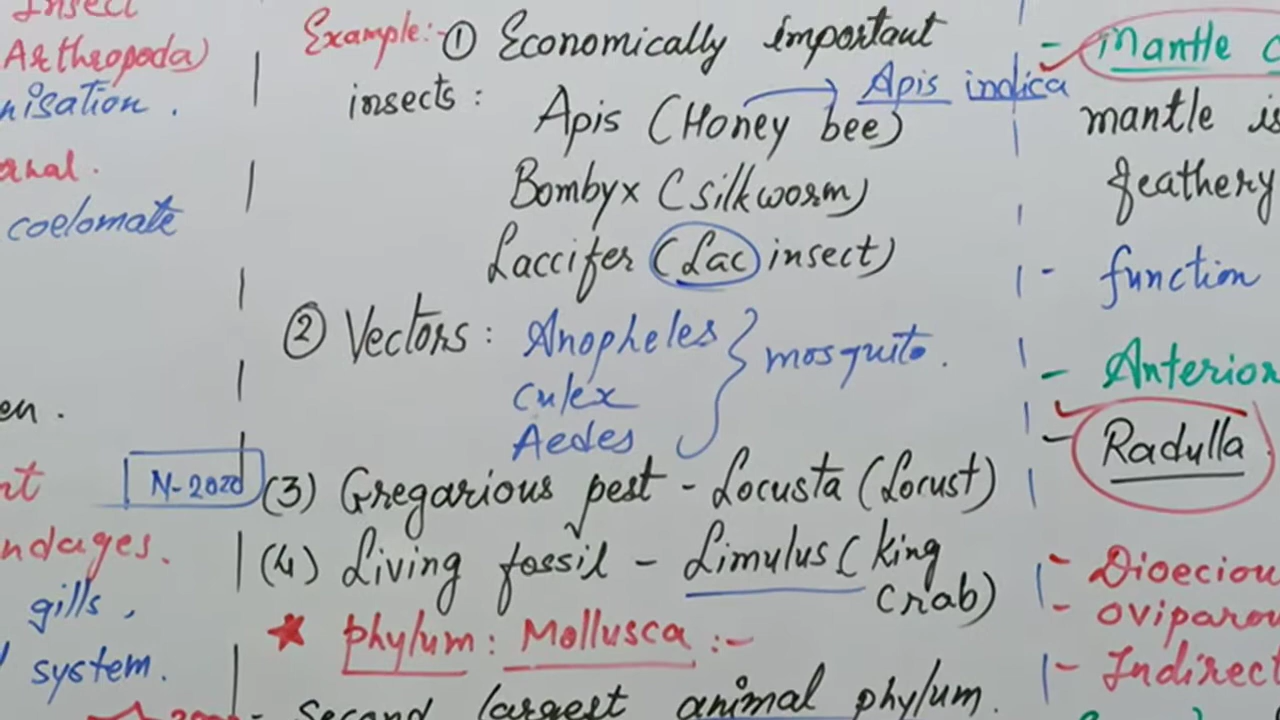 Insect
Arthropoda)
nisation.
coelomate
en.
N-2020
ndages.
gills,
system.
Example:- ① Economically important
insects:
Apis (Honey bee) → Apis indica
Bombyx (silkworm)
Laccifer (Lac insect)
② Vectors: Anopheles
Culex
Aedes
} mosquito.
(3) Gregarious pest - Locusta (Locust)
(4) Living fossil - Limulus (king
crab)
★ phylum: Mollusca :-
- Second largest animal phylum.
- Mantle c
mantle is
feathery
- function
- Anterior
- Radulla
- Dioeciou
- oviparou
- Indirect